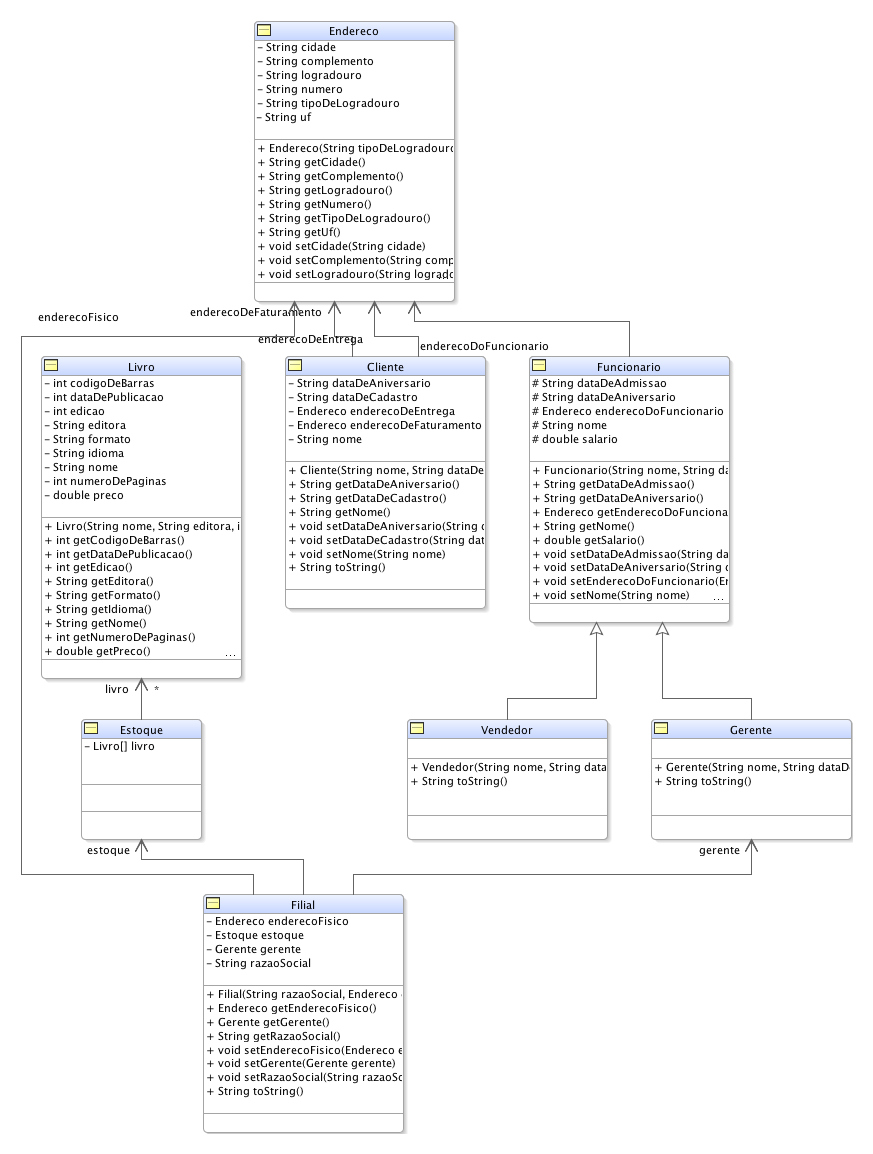 Endereco
– String cidade
– String complemento
– String logradouro
– String numero
– String tipoDeLogradouro
– String uf
+ Endereco(String tipoDeLogradouro
+ String getCidade()
+ String getComplemento()
+ String getLogradouro()
+ String getNumero()
+ String getTipoDeLogradouro()
+ String getUf()
+ void setCidade(String cidade)
+ void setComplemento(String comp
+ void setLogradouro(String logrado...
enderecoFisico
enderecoDeFaturamento
enderecoDeEntrega
enderecoDoFuncionario
Livro
– int codigoDeBarras
– int dataDePublicacao
– int edicao
– String editora
– String formato
– String idioma
– String nome
– int numeroDePaginas
– double preco
+ Livro(String nome, String editora, i
+ int getCodigoDeBarras()
+ int getDataDePublicacao()
+ int getEdicao()
+ String getEditora()
+ String getFormato()
+ String getIdioma()
+ String getNome()
+ int getNumeroDePaginas()
+ double getPreco() ...
Cliente
– String dataDeAniversario
– String dataDeCadastro
– Endereco enderecoDeEntrega
– Endereco enderecoDeFaturamento
– String nome
+ Cliente(String nome, String dataDe
+ String getDataDeAniversario()
+ String getDataDeCadastro()
+ String getNome()
+ void setDataDeAniversario(String d
+ void setDataDeCadastro(String dat
+ void setNome(String nome)
+ String toString()
Funcionario
# String dataDeAdmissao
# String dataDeAniversario
# Endereco enderecoDoFuncionario
# String nome
# double salario
+ Funcionario(String nome, String da
+ String getDataDeAdmissao()
+ String getDataDeAniversario()
+ Endereco getEnderecoDoFunciona
+ String getNome()
+ double getSalario()
+ void setDataDeAdmissao(String da
+ void setDataDeAniversario(String d
+ void setEnderecoDoFuncionario(En
+ void setNome(String nome) ...
livro *
Estoque
– Livro[] livro
Vendedor
+ Vendedor(String nome, String data
+ String toString()
Gerente
+ Gerente(String nome, String dataD
+ String toString()
estoque
gerente
Filial
– Endereco enderecoFisico
– Estoque estoque
– Gerente gerente
– String razaoSocial
+ Filial(String razaoSocial, Endereco e
+ Endereco getEnderecoFisico()
+ Gerente getGerente()
+ String getRazaoSocial()
+ void setEnderecoFisico(Endereco e
+ void setGerente(Gerente gerente)
+ void setRazaoSocial(String razaoSo
+ String toString()